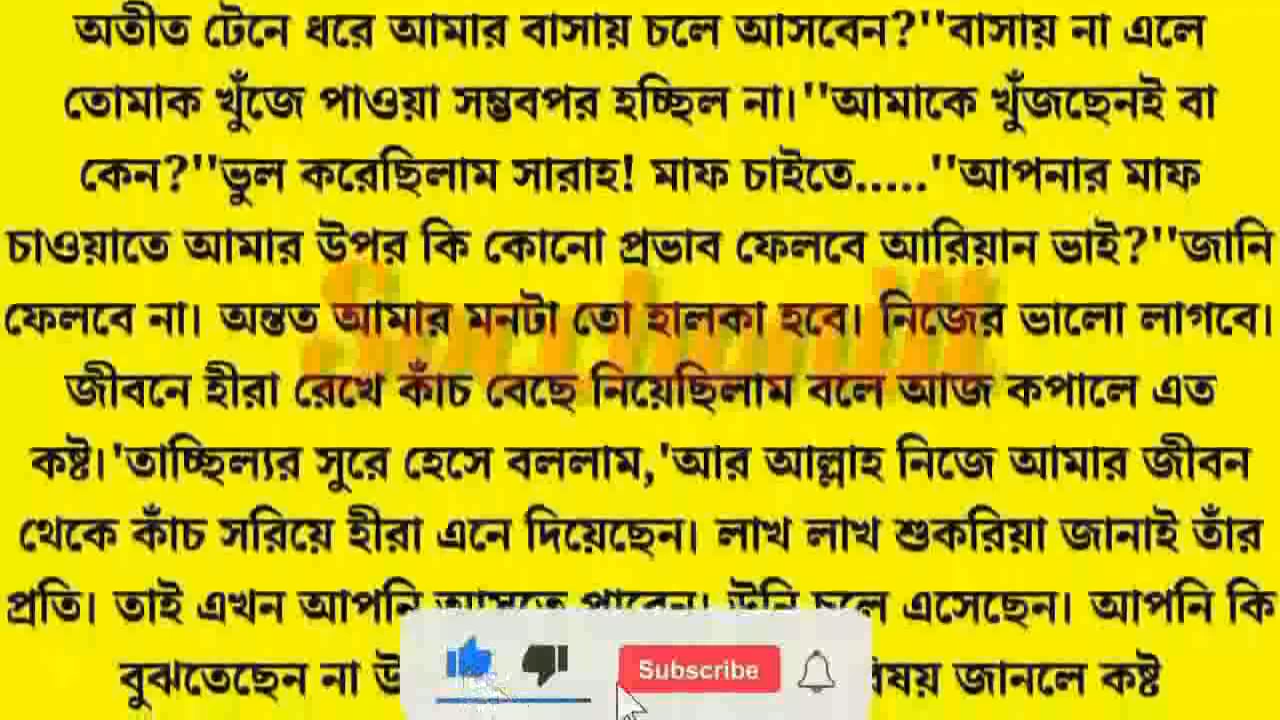 অতীত টেনে ধরে আমার বাসায় চলে আসবেন?''বাসায় না এলে
তোমাক খুঁজে পাওয়া সম্ভবপর হচ্ছিল না।''আমাকে খুঁজছেনই বা
কেন?''ভুল করেছিলাম সারাহ! মাফ চাইতে.....''আপনার মাফ
চাওয়াতে আমার উপর কি কোনো প্রভাব ফেলবে আরিয়ান ভাই?''জানি
ফেলবে না। অন্তত আমার মনটা তো হালকা হবে। নিজের ভালো লাগবে।
জীবনে হীরা রেখে কাঁচ বেছে নিয়েছিলাম বলে আজ কপালে এত
কষ্ট।'তাচ্ছিল্যর সুরে হেসে বললাম,'আর আল্লাহ নিজে আমার জীবন
থেকে কাঁচ সরিয়ে হীরা এনে দিয়েছেন। লাখ লাখ শুকরিয়া জানাই তাঁর
প্রতি। তাই এখন আপনি আসতে পারেন। উনি চলে এসেছেন। আপনি কি
বুঝতেছেন না জানলে কষ্ট
Subscribe